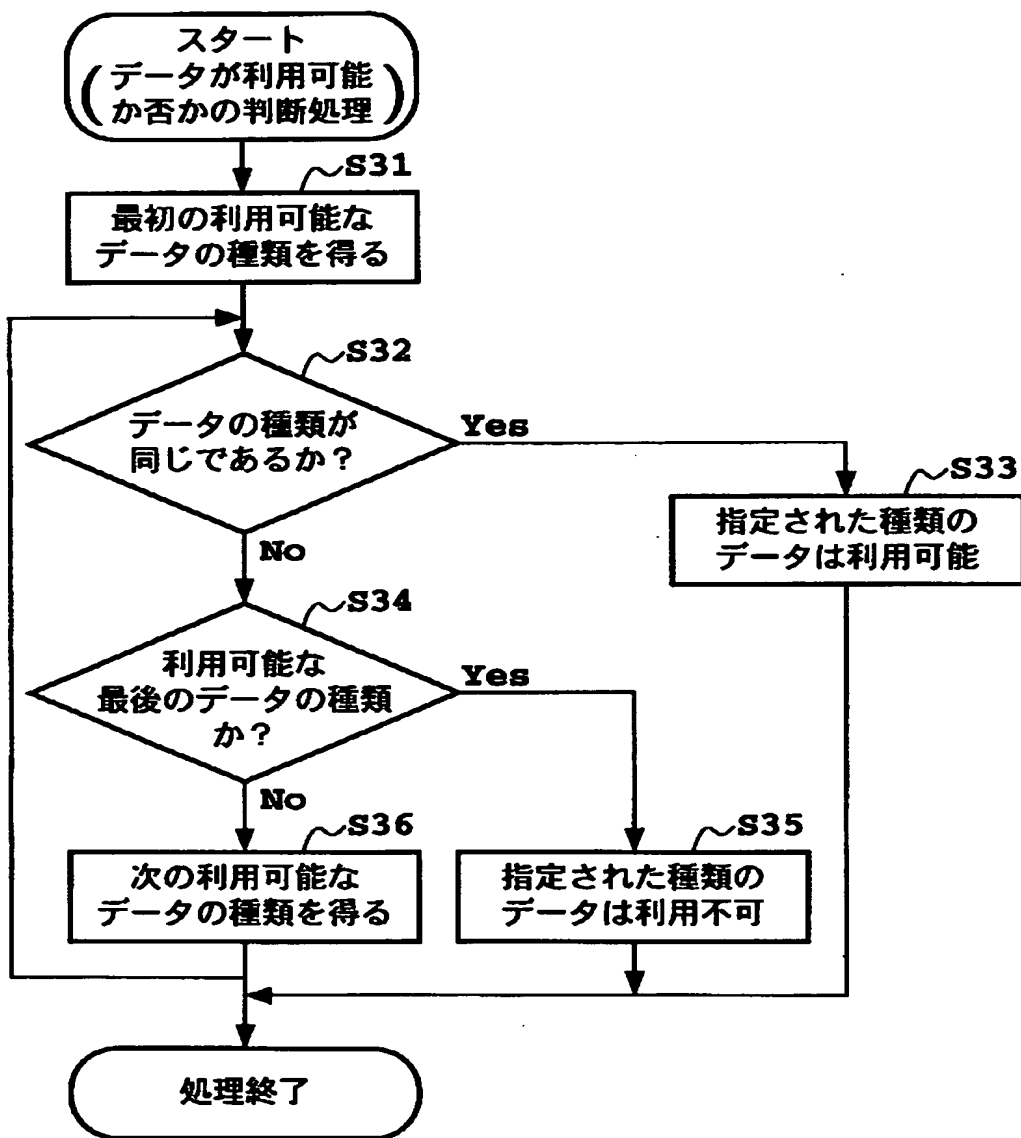 スタート
(データが利用可能
か否かの判断処理)
S31
最初の利用可能な
データの種類を得る
S32
データの種類が
同じであるか？
Yes
S33
指定された種類の
データは利用可能
No
S34
利用可能な
最後のデータの種類
か？
Yes
No
S36
次の利用可能な
データの種類を得る
S35
指定された種類の
データは利用不可
処理終了